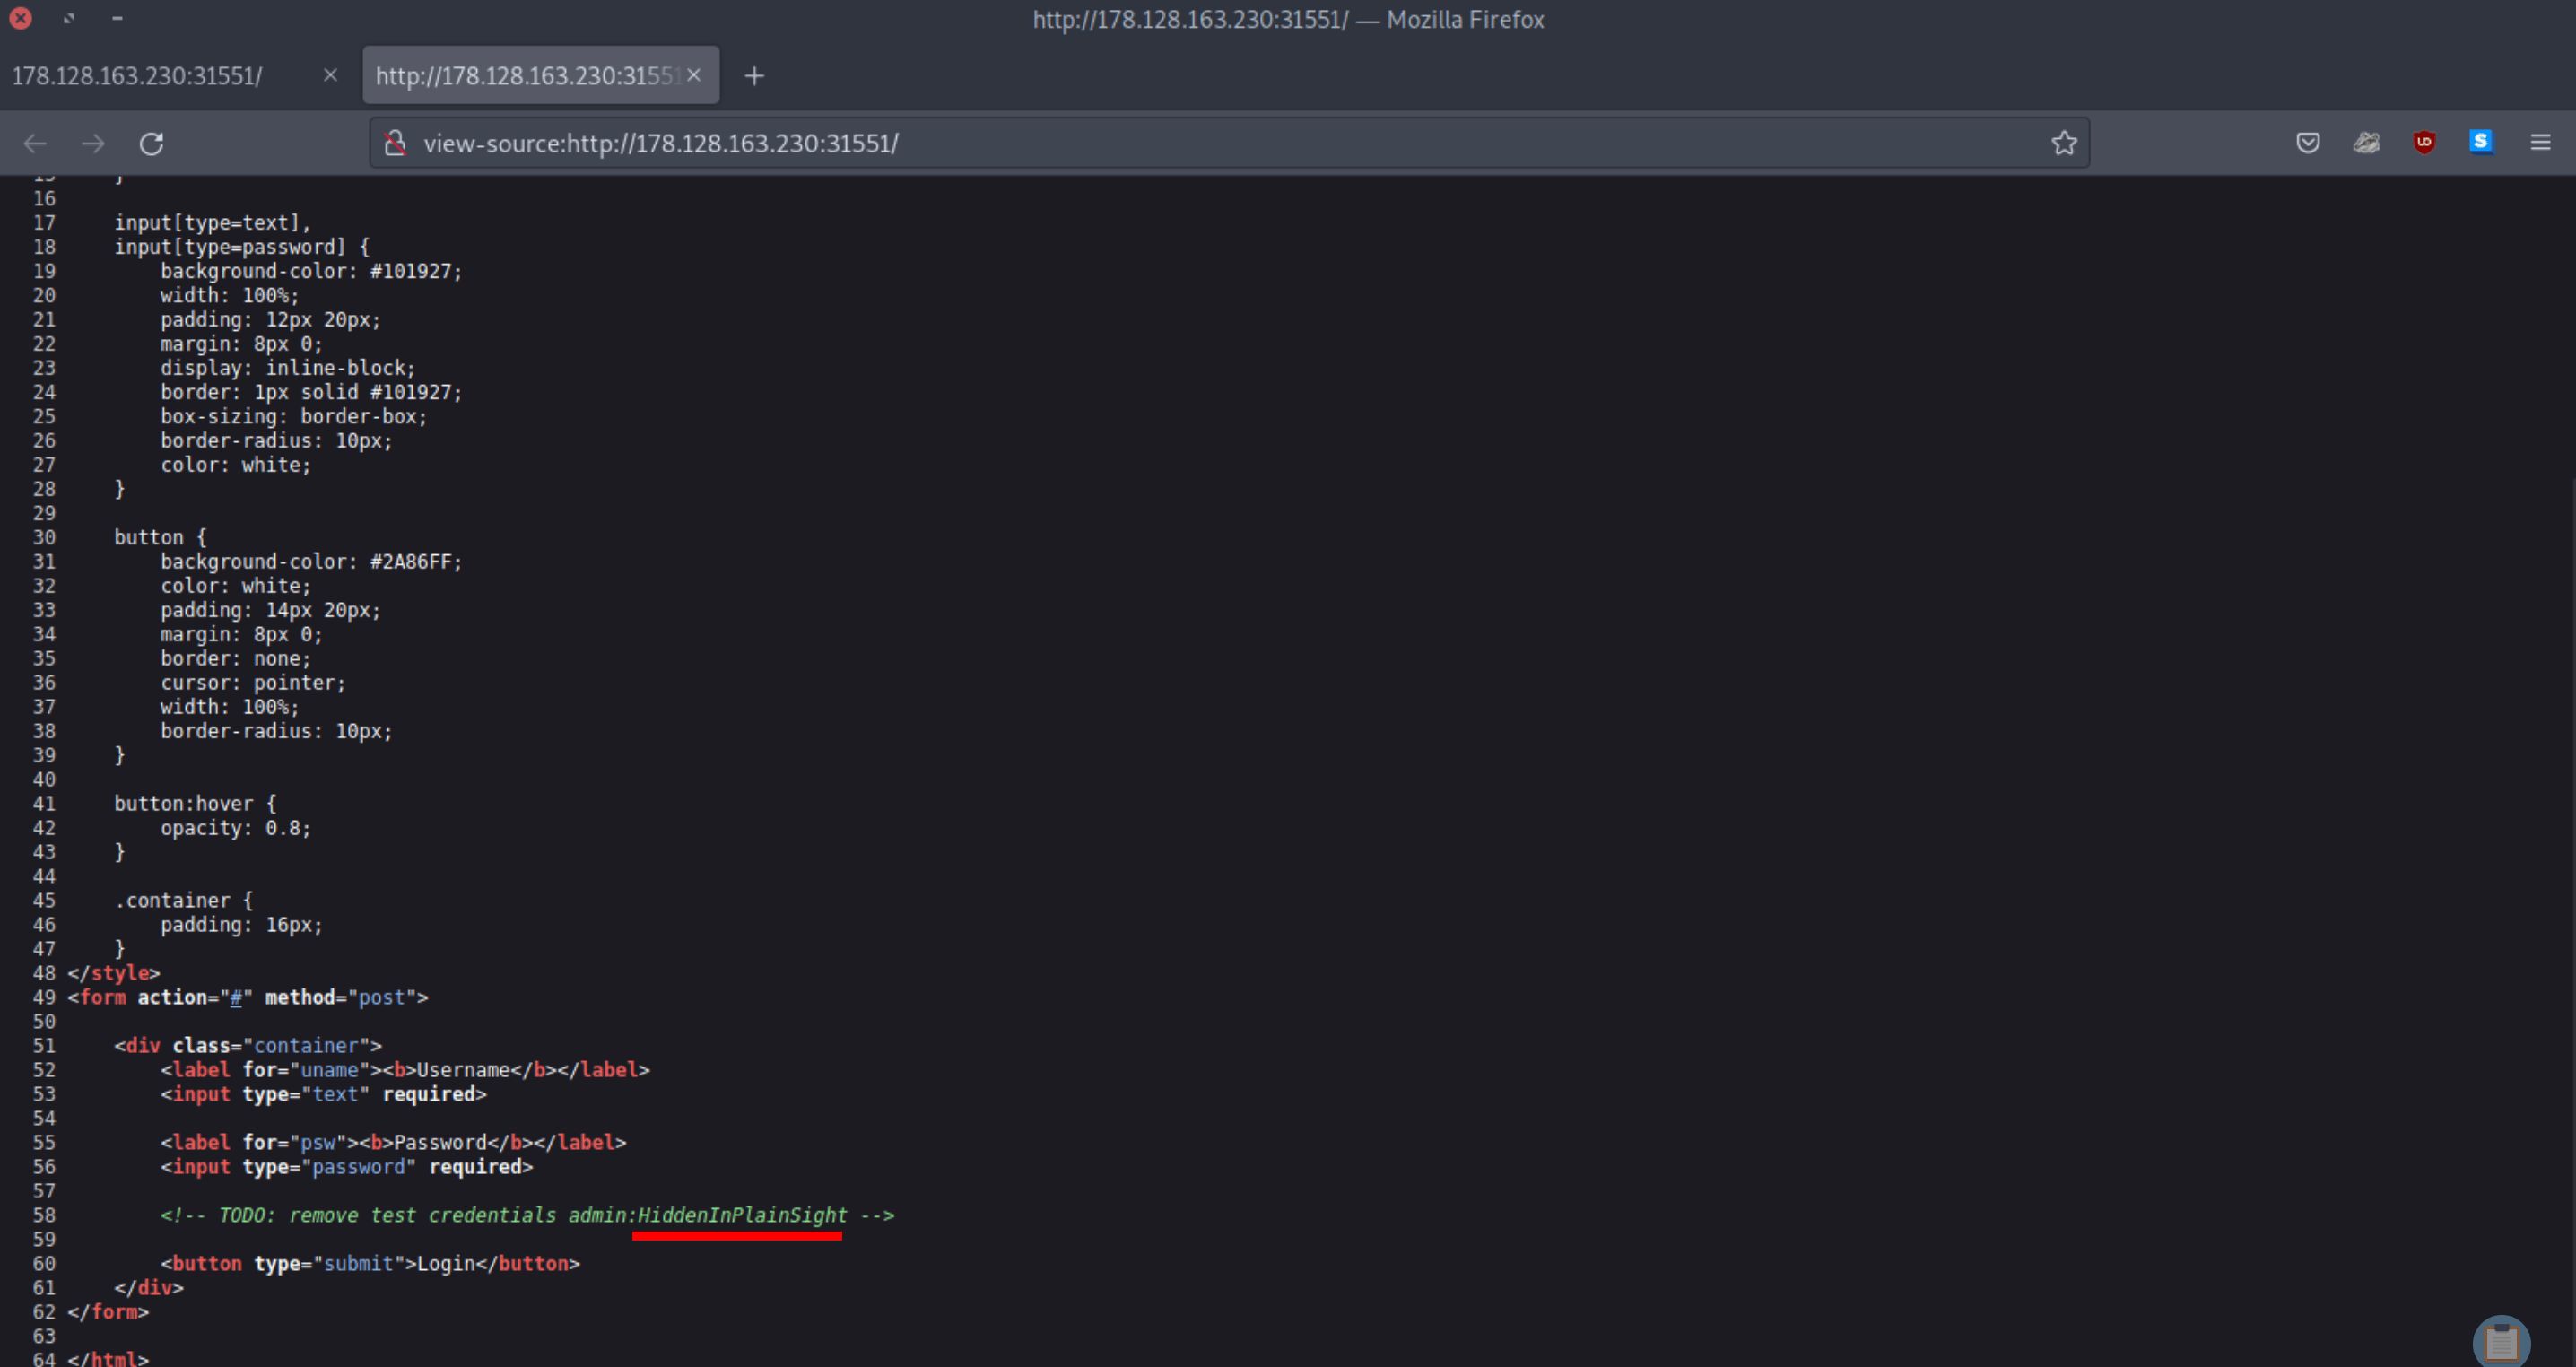 http://178.128.163.230:31551/ — Mozilla Firefox
178.128.163.230:31551/
http://178.128.163.230:31551
view-source:http://178.128.163.230:31551/
15 }
16
17 input[type=text],
18 input[type=password] {
19 background-color: #101927;
20 width: 100%;
21 padding: 12px 20px;
22 margin: 8px 0;
23 display: inline-block;
24 border: 1px solid #101927;
25 box-sizing: border-box;
26 border-radius: 10px;
27 color: white;
28 }
29
30 button {
31 background-color: #2A86FF;
32 color: white;
33 padding: 14px 20px;
34 margin: 8px 0;
35 border: none;
36 cursor: pointer;
37 width: 100%;
38 border-radius: 10px;
39 }
40
41 button:hover {
42 opacity: 0.8;
43 }
44
45 .container {
46 padding: 16px;
47 }
48 </style>
49 <form action="#" method="post">
50
51 <div class="container">
52 <label for="uname"><b>Username</b></label>
53 <input type="text" required>
54
55 <label for="psw"><b>Password</b></label>
56 <input type="password" required>
57
58 <!-- TODO: remove test credentials admin:HiddenInPlainSight -->
59
60 <button type="submit">Login</button>
61 </div>
62 </form>
63
64 </html>